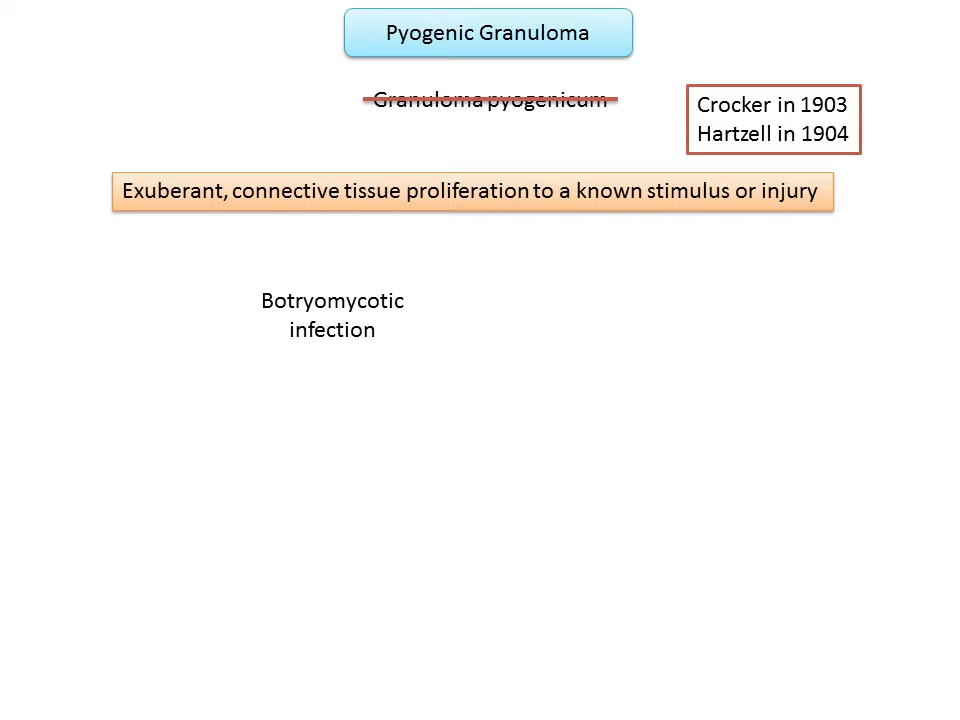 Pyogenic Granuloma
Granuloma pyogenicum
Crocker in 1903
Hartzell in 1904
Exuberant, connective tissue proliferation to a known stimulus or injury
Botryomycotic
infection